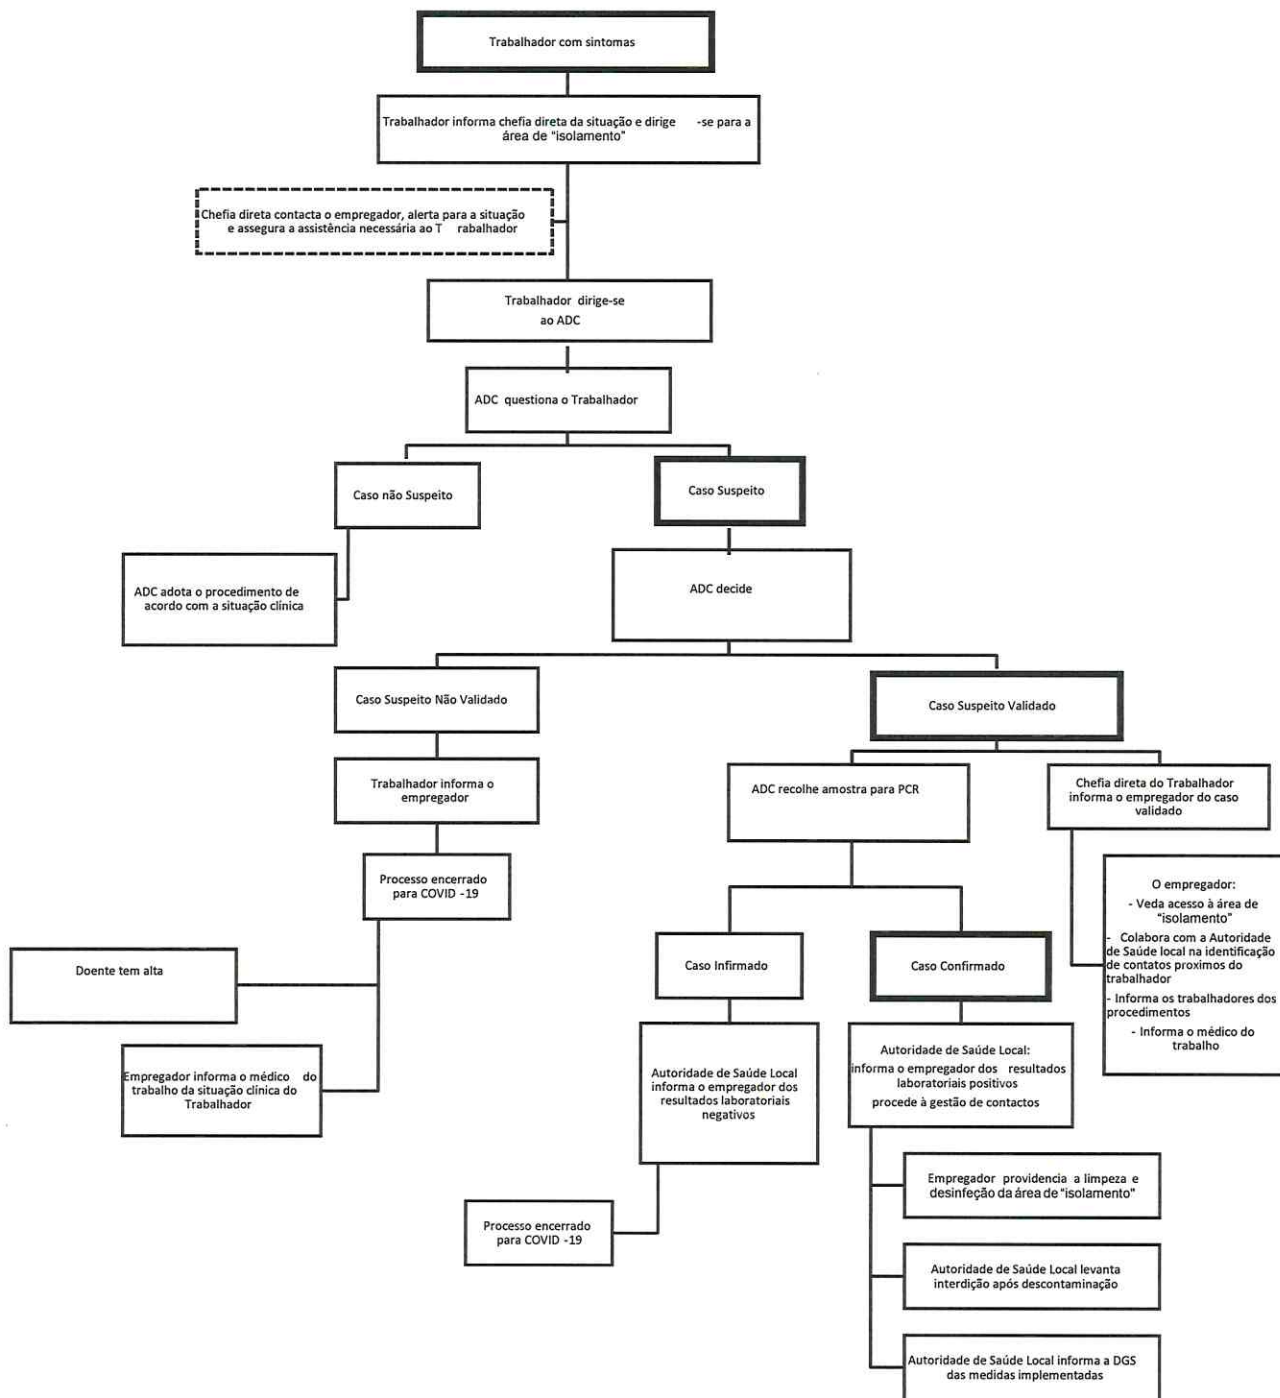 Trabalhador com sintomas
Trabalhador informa chefia direta da situação e dirige -se para a
área de "isolamento"
Chefia direta contacta o empregador, alerta para a situação
e assegura a assistência necessária ao T rabalhador
Trabalhador dirige-se
ao ADC
ADC questiona o Trabalhador
Caso não Suspeito
Caso Suspeito
ADC adota o procedimento de
acordo com a situação clínica
ADC decide
Caso Suspeito Não Validado
Caso Suspeito Validado
Trabalhador informa o
empregador
ADC recolhe amostra para PCR
Chefia direta do Trabalhador
informa o empregador do caso
validado
Processo encerrado
para COVID -19
O empregador:
- Veda acesso à área de
"isolamento"
- Colabora com a Autoridade
de Saúde local na identificação
de contatos proximos do
trabalhador
- Informa os trabalhadores dos
procedimentos
- Informa o médico do
trabalho
Doente tem alta
Caso Infirmado
Caso Confirmado
Empregador informa o médico do
trabalho da situação clínica do
Trabalhador
Autoridade de Saúde Local
informa o empregador dos
resultados laboratoriais
negativos
Autoridade de Saúde Local:
informa o empregador dos resultados
laboratoriais positivos
procede à gestão de contactos
Processo encerrado
para COVID -19
Empregador providencia a limpeza e
desinfeção da área de "isolamento"
Autoridade de Saúde Local levanta
interdição após descontaminação
Autoridade de Saúde Local informa a DGS
das medidas implementadas